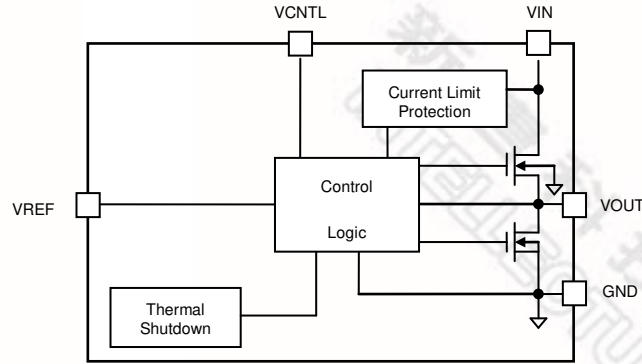 VCNTL
VIN
Current Limit
Protection
Control
Logic
VREF
VOUT
GND
Thermal
Shutdown